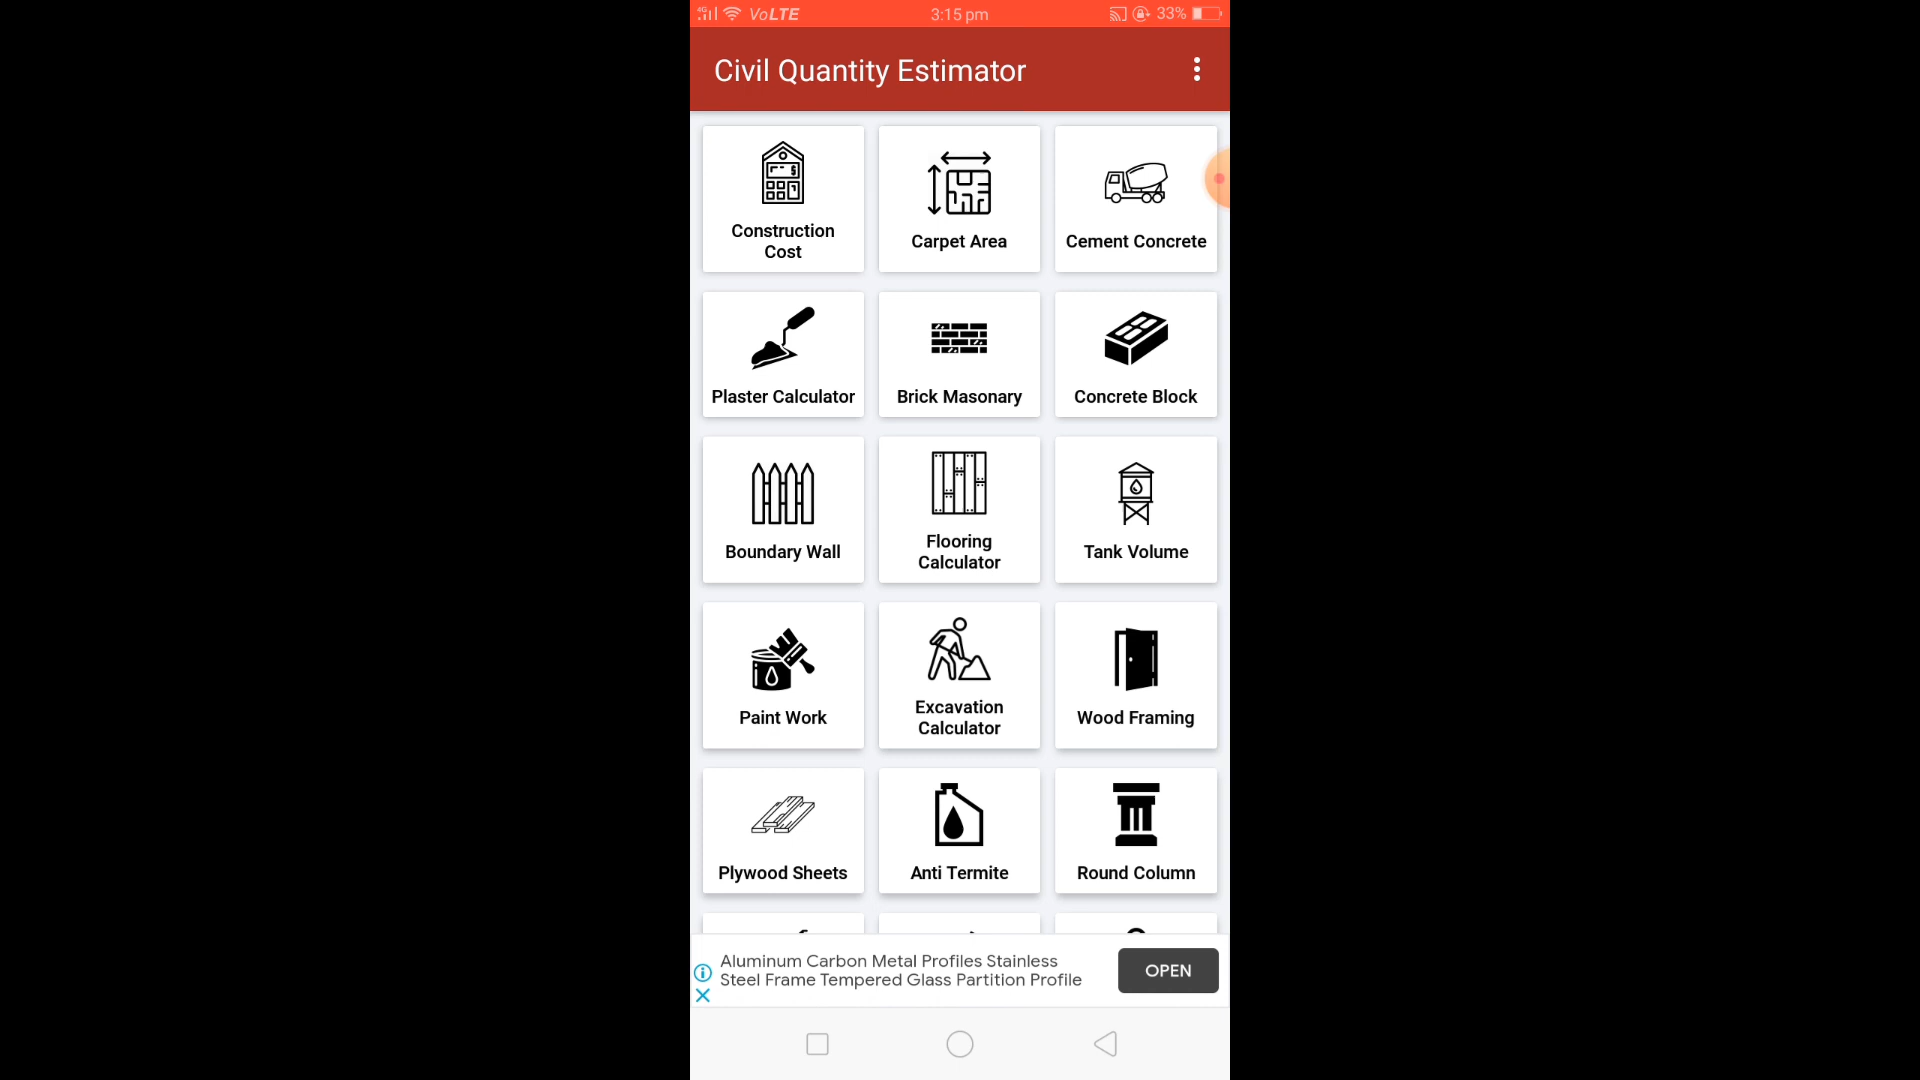 4G VoLTE 3:15 pm 33%
Civil Quantity Estimator
Construction
Cost
Carpet Area
Cement Concrete
Plaster Calculator
Brick Masonary
Concrete Block
Boundary Wall
Flooring
Calculator
Tank Volume
Paint Work
Excavation
Calculator
Wood Framing
Plywood Sheets
Anti Termite
Round Column
Aluminum Carbon Metal Profiles Stainless
Steel Frame Tempered Glass Partition Profile
OPEN